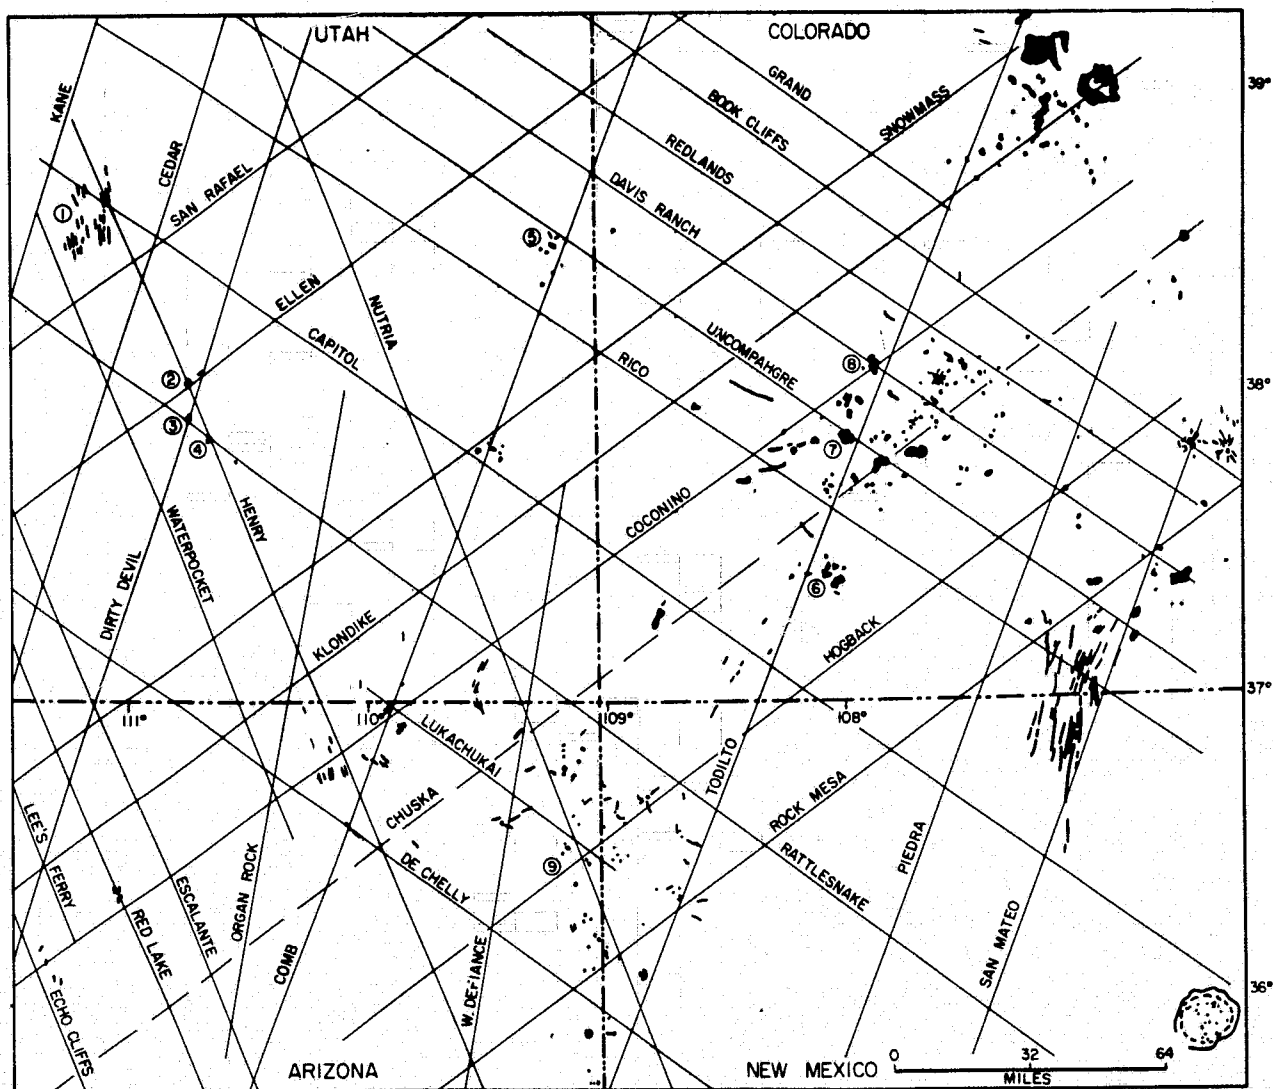 UTAH
COLORADO
KANE
CEDAR
SAN RAFAEL
GRAND
BOOK CLIFFS
SNOWMASS
REDLANDS
DAVIS RANCH
39°
1
5
ELLEN
NUTRIA
CAPITOL
RICO
UNCOMPAHGRE
2
3
4
8
7
38°
HENRY
WATERPOCKET
COCONINO
DIRTY DEVIL
KLONDIKE
6
HOGBACK
37°
111°
110°
109°
108°
LUKACHUKAI
CHUSKA
TODILTO
ROCK MESA
LEE'S
FERRY
DE CHELLY
9
RATTLESNAKE
PIEDRA
ORGAN ROCK
ESCALANTE
RED LAKE
COMB
W. DEFIANCE
SAN MATEO
ECHO CLIFFS
36°
ARIZONA
NEW MEXICO
0 32 64
MILES